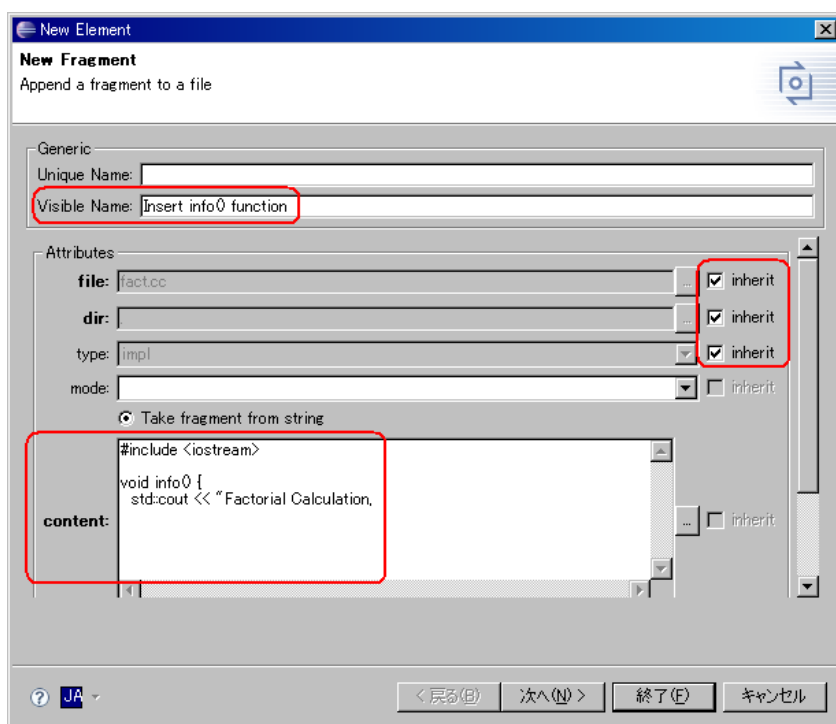 New Element
New Fragment
Append a fragment to a file
Generic
Unique Name:
Visible Name: Insert info() function
Attributes
file: fact.cc ... inherit
dir: . ... inherit
type: impl inherit
mode: inherit
Take fragment from string
#include <iostream>
void info() {
std::cout << "Factorial Calculation,
content: ... inherit
? JA < 戻る(B) 次へ(N) > 終了(F) キャンセル